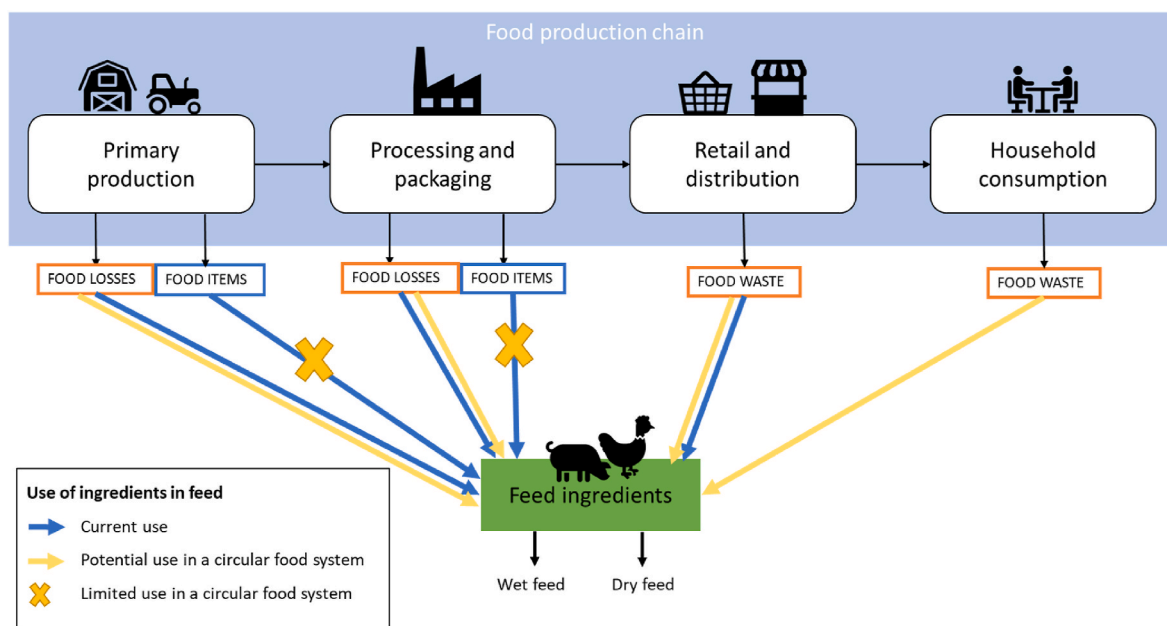 Food production chain
Primary
production
Processing and
packaging
Retail and
distribution
Household
consumption
FOOD LOSSES
FOOD ITEMS
FOOD LOSSES
FOOD ITEMS
FOOD WASTE
FOOD WASTE
Feed ingredients
Wet feed
Dry feed
Use of ingredients in feed
Current use
Potential use in a circular food system
Limited use in a circular food system